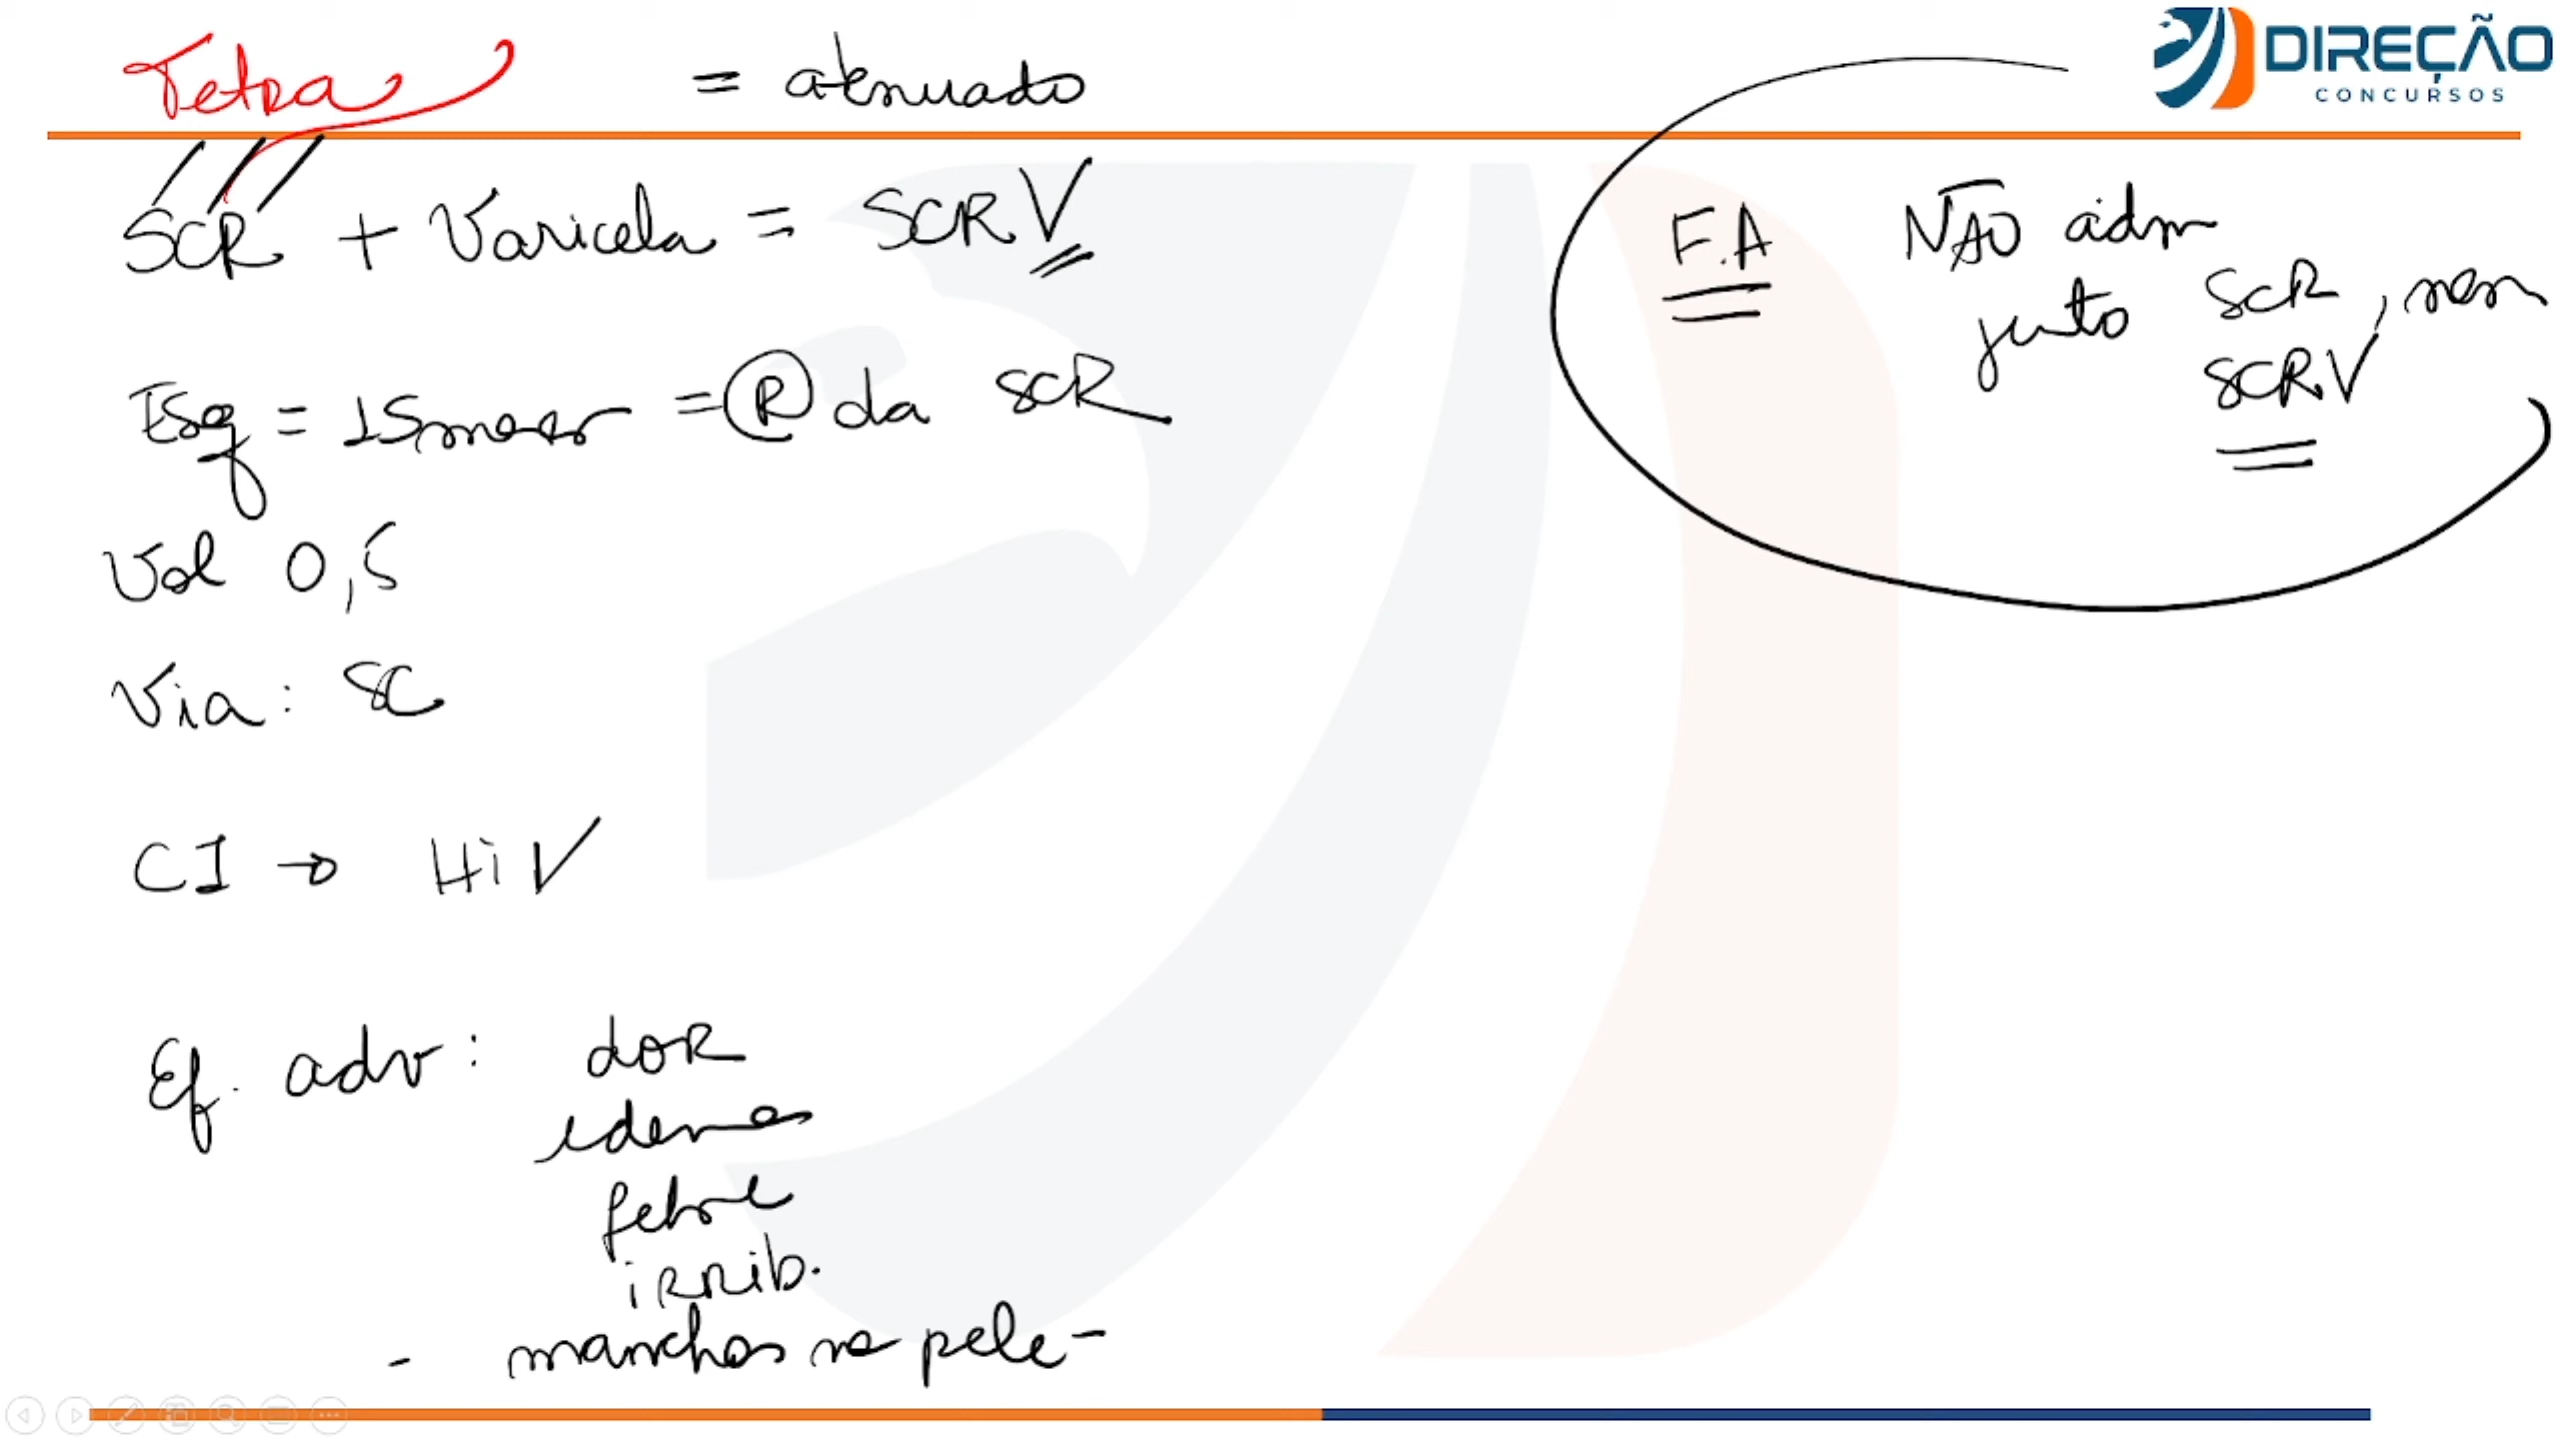 Tetra = atenuado
DIREÇÃO
CONCURSOS
SCR + Varicela = SCRV
Esq = 15 meses = R da SCR
Vol 0,5
Via: SC
CI → HiV
Ef. adv: dor
edema
febre
irrib.
- manchas na pele -
F.A NÃO adm
junto SCR, nem
SCRV